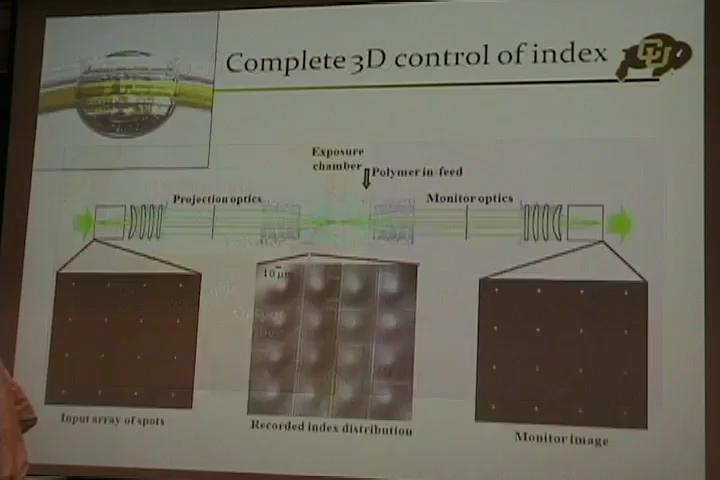 Complete 3D control of index
CU
Exposure
chamber
Polymer in-feed
Projection optics
Monitor optics
10 μm
Input array of spots
Recorded index distribution
Monitor image